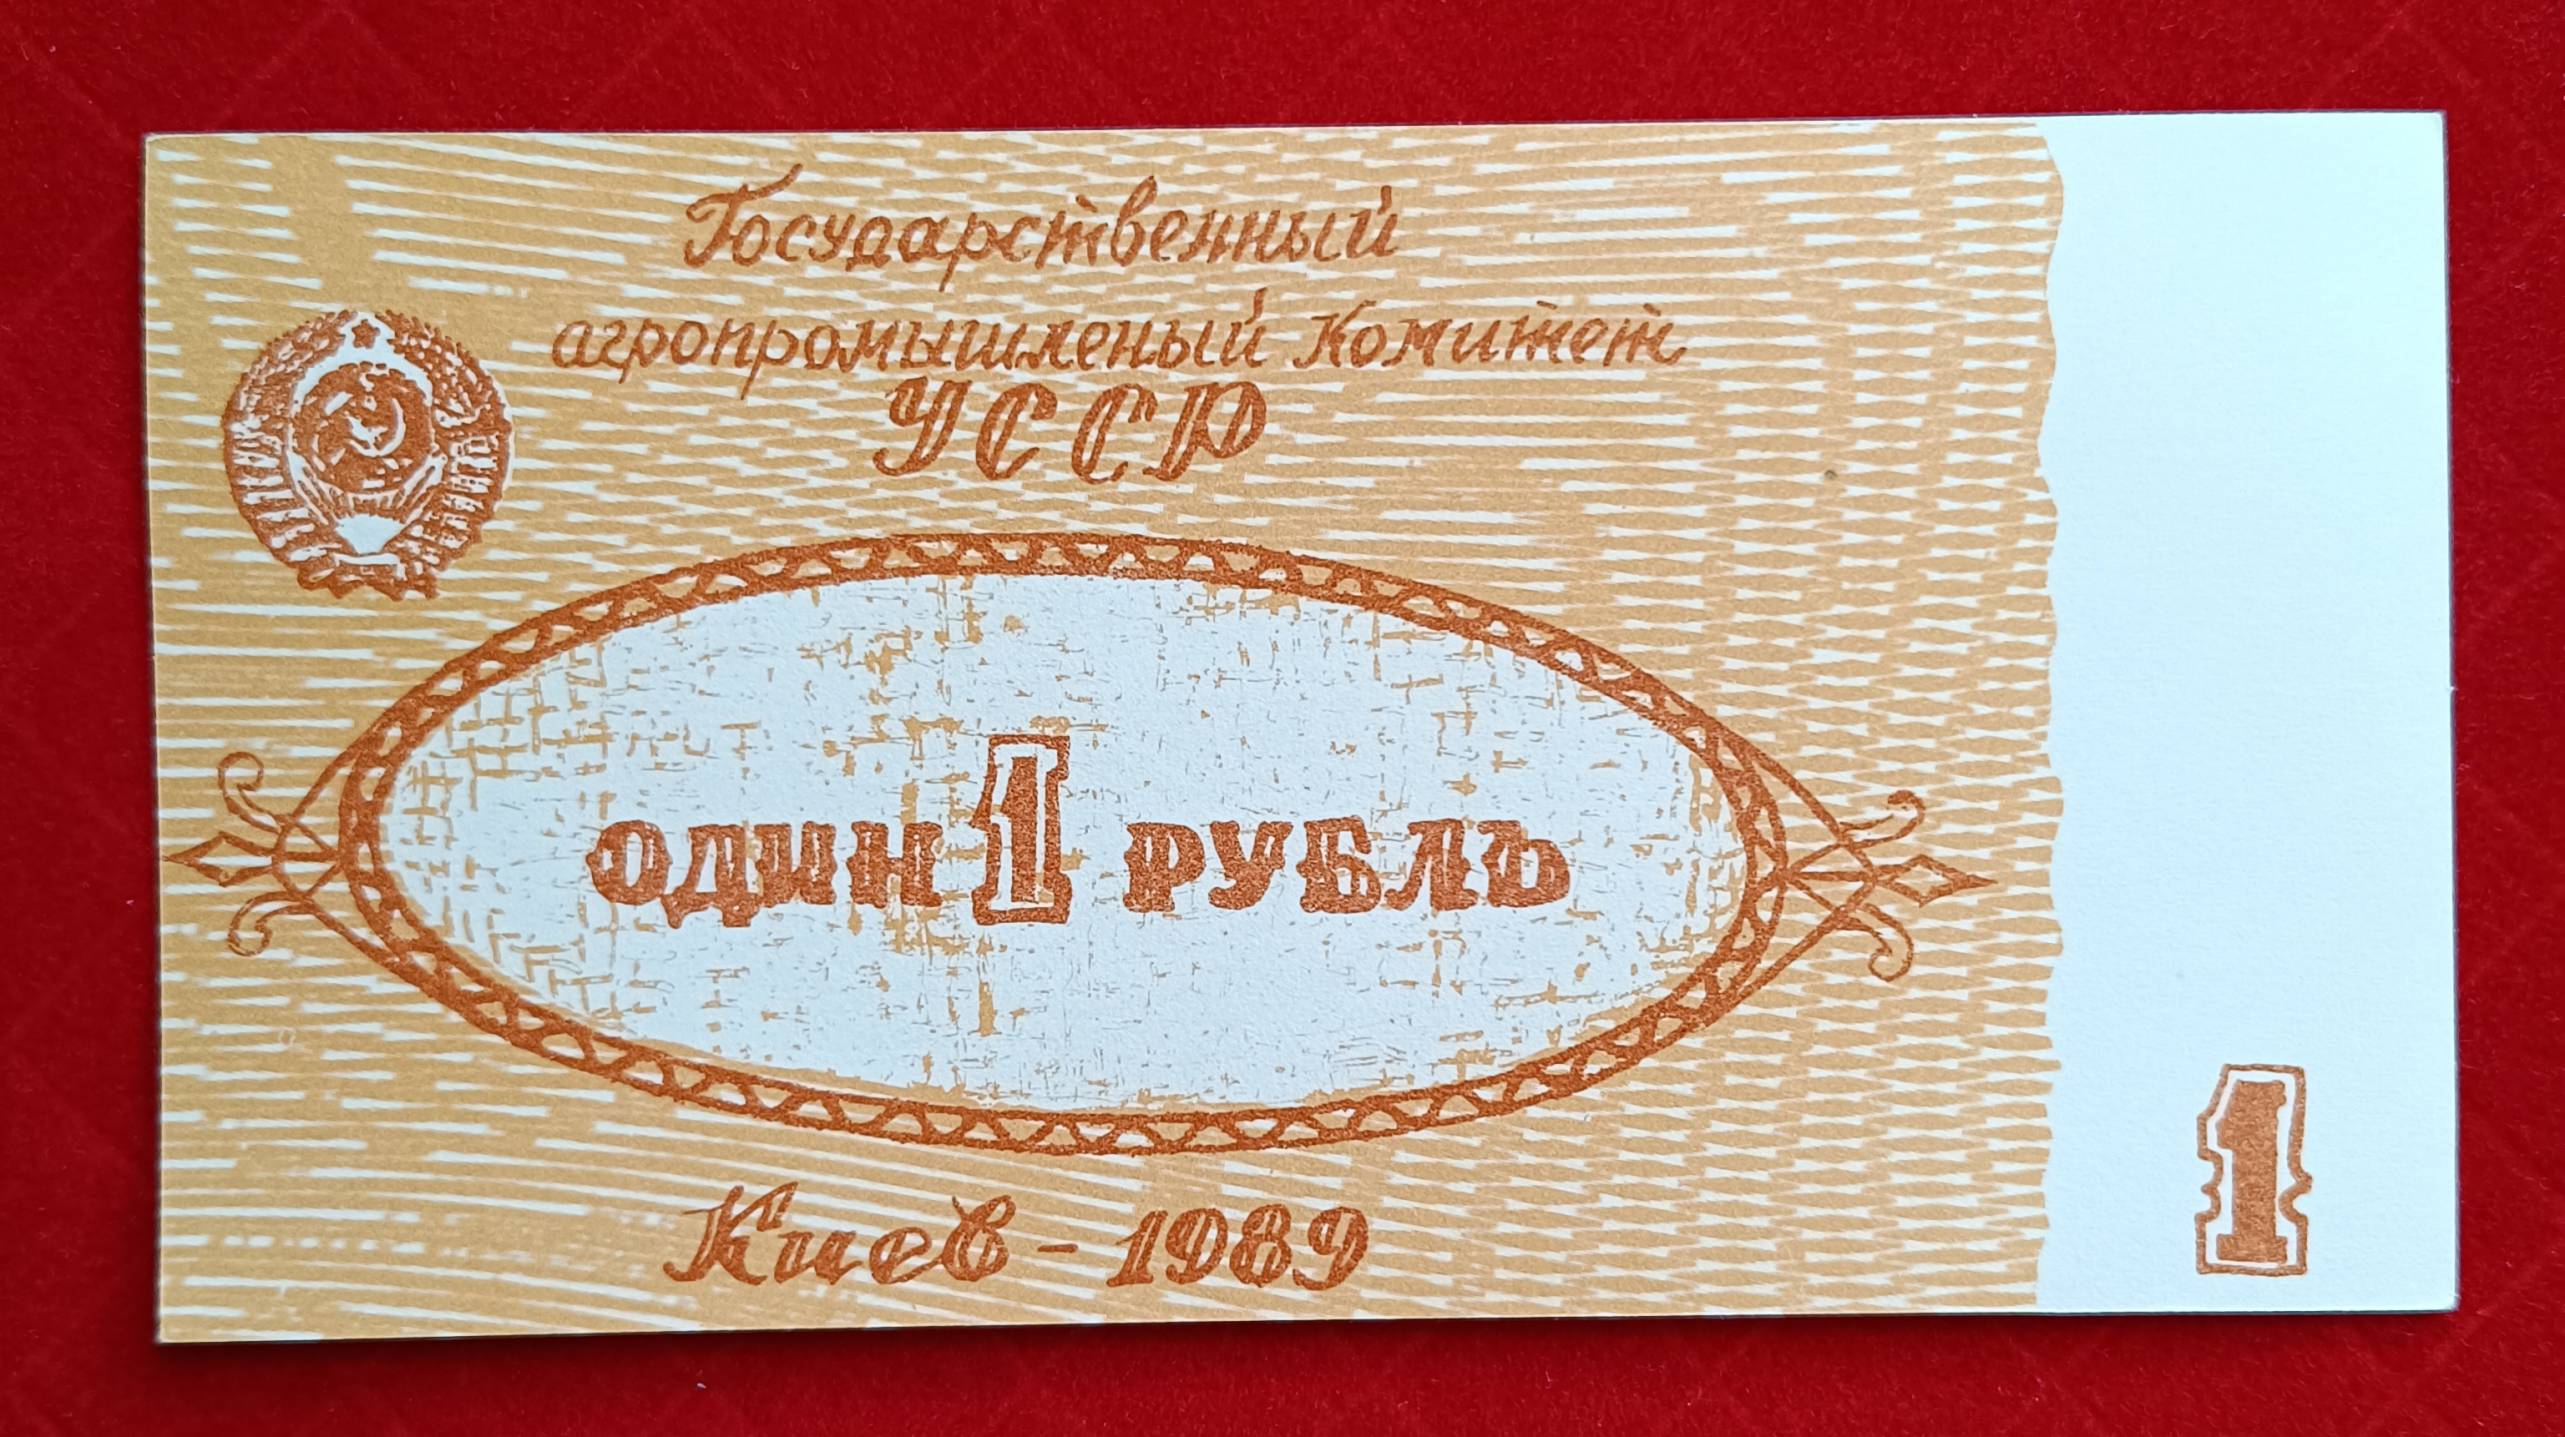 Государственный
агропромышленый комитет
УССР
ОДИН 1 РУБЛЬ
Киев - 1989
1